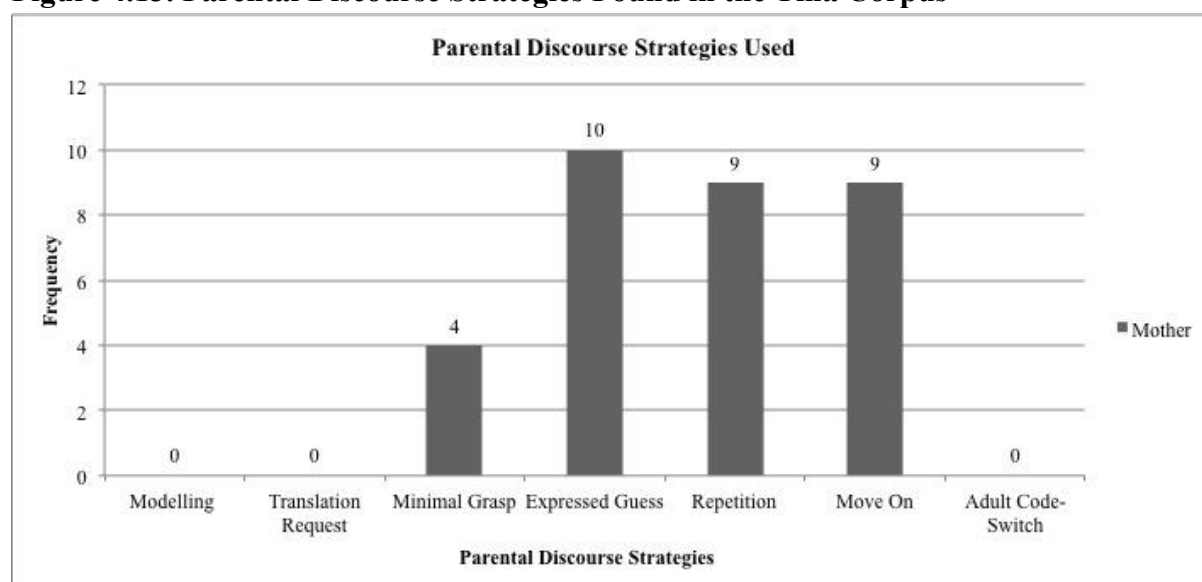 Parental Discourse Strategies Used
12
10
8
6
4
2
0
Frequency
0
0
4
10
9
9
0
Modelling
Translation
Request
Minimal Grasp
Expressed Guess
Repetition
Move On
Adult Code-
Switch
Parental Discourse Strategies
Mother